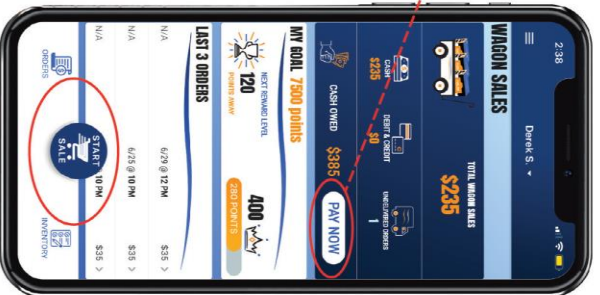 2:38
Derek S.
WAGON SALES
TOTAL WAGON SALES
$235
CASH
$235
DEBIT & CREDIT
$0
UNDELIVERED ORDERS
1
CASH OWED $385
PAY NOW
MY GOAL 7500 points
NEXT REWARD LEVEL
120
POINTS AWAY
400
280 POINTS
LAST 3 ORDERS
N/A 6/29 @ 12 PM $35 >
N/A 6/25 @ 10 PM $35 >
N/A 10 PM $35 >
ORDERS
START
SALE
INVENTORY